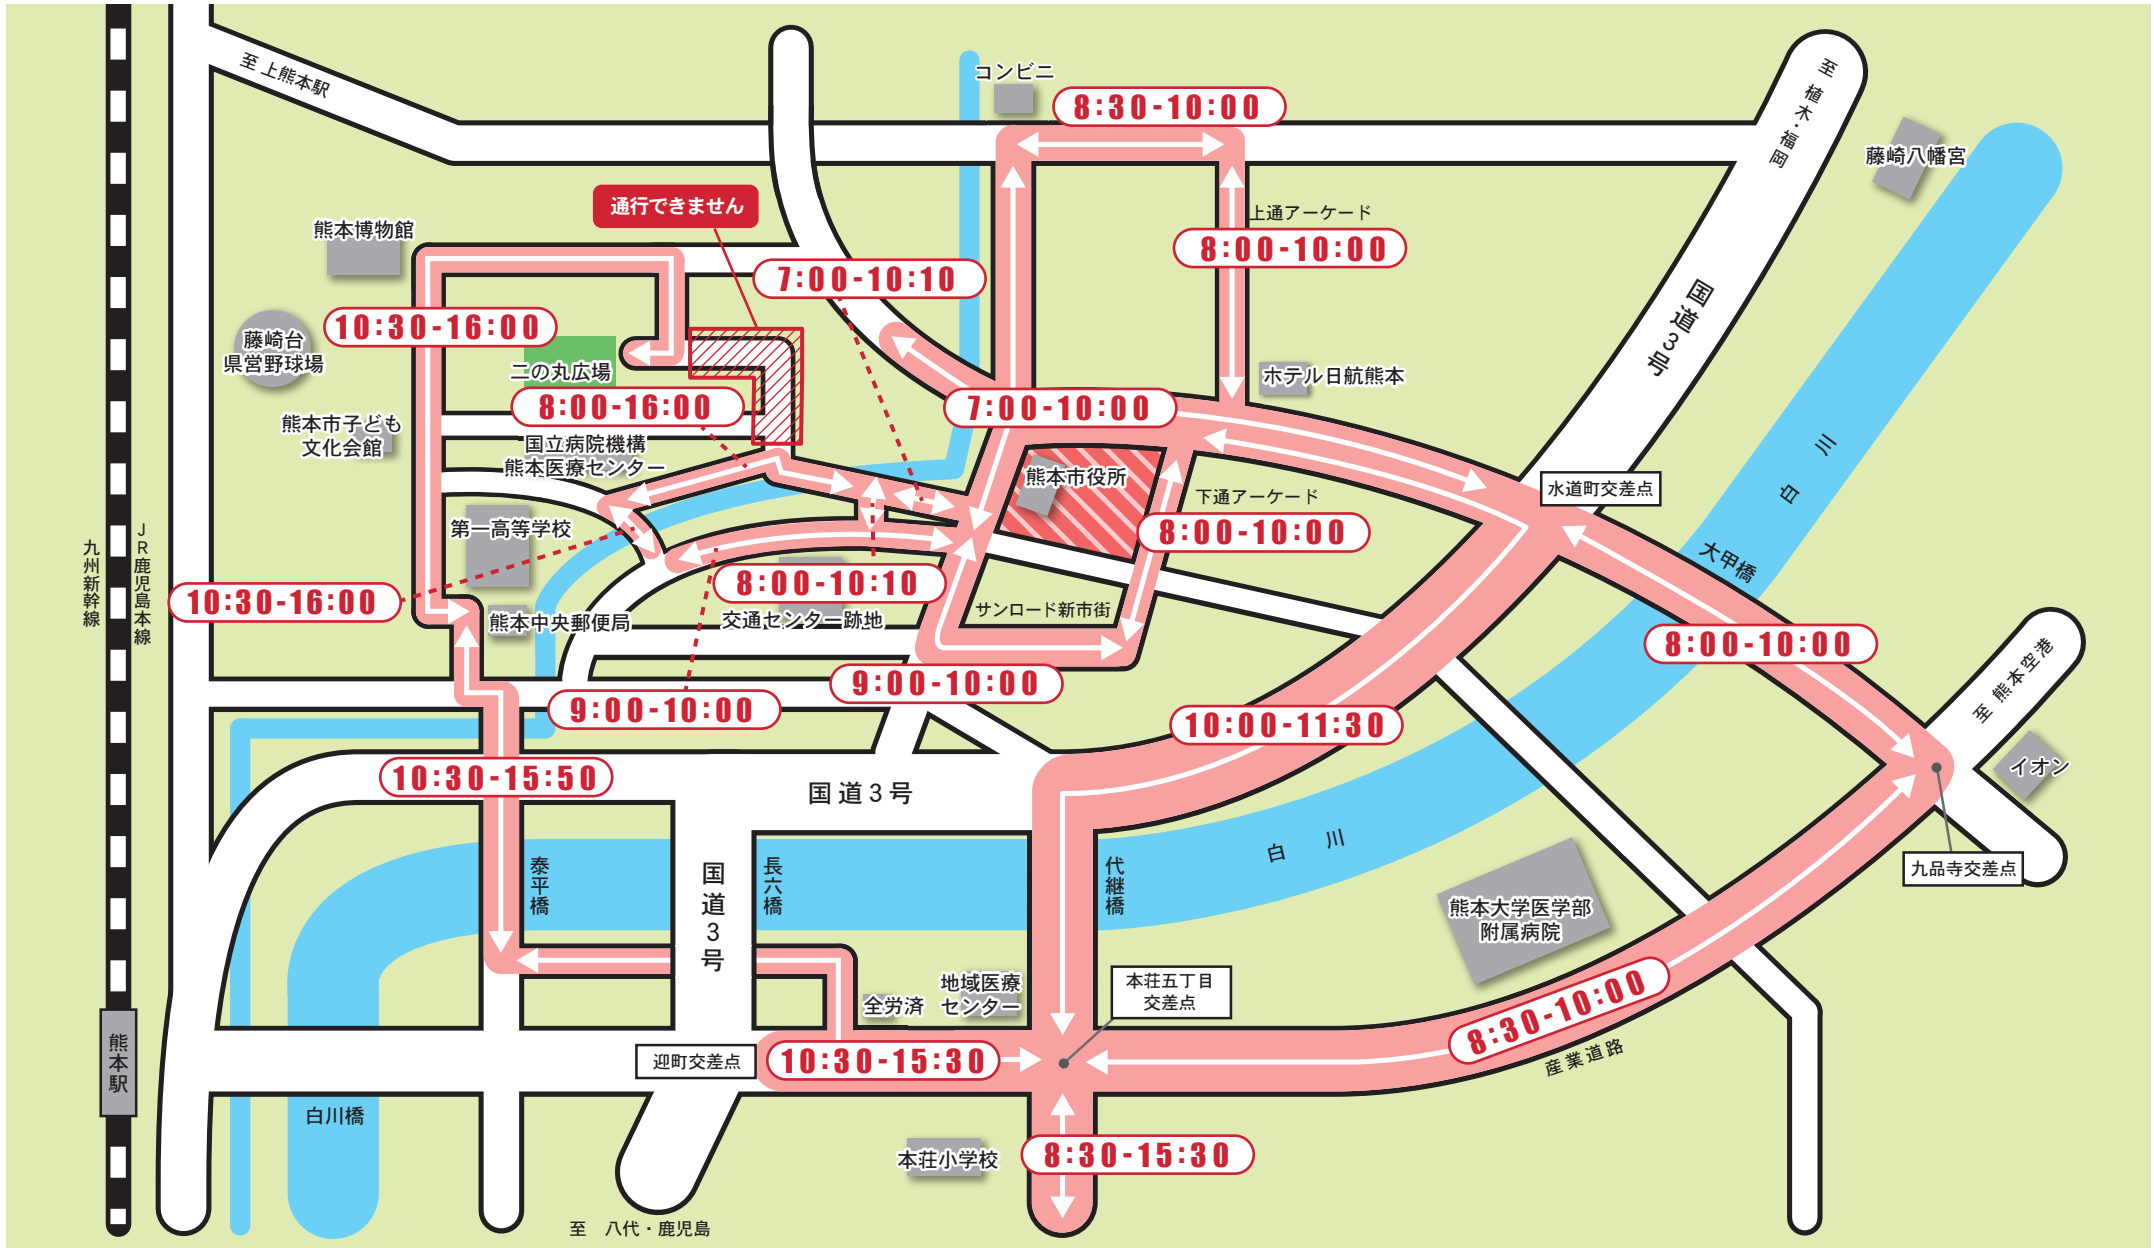 至 上熊本駅
コンビニ
8:30-10:00
至 植木・福岡
藤崎八幡宮
通行できません
上通アーケード
熊本博物館
8:00-10:00
7:00-10:10
10:30-16:00
国道3号
藤崎台
県営野球場
二の丸広場
ホテル日航熊本
8:00-16:00
7:00-10:00
熊本市子ども
文化会館
国立病院機構
熊本医療センター
熊本市役所
下通アーケード
水道町交差点
白川
第一高等学校
8:00-10:00
大甲橋
JR鹿児島本線
九州新幹線
8:00-10:10
10:30-16:00
サンロード新市街
熊本中央郵便局
交通センター跡地
8:00-10:00
至 熊本空港
9:00-10:00
9:00-10:00
10:00-11:30
イオン
10:30-15:50
国道3号
白川
泰平橋
国道3号
長六橋
代継橋
九品寺交差点
熊本大学医学部
附属病院
地域医療
センター
全労済
本荘五丁目
交差点
8:30-10:00
熊本駅
迎町交差点
10:30-15:30
産業道路
白川橋
本荘小学校
8:30-15:30
至 八代・鹿児島